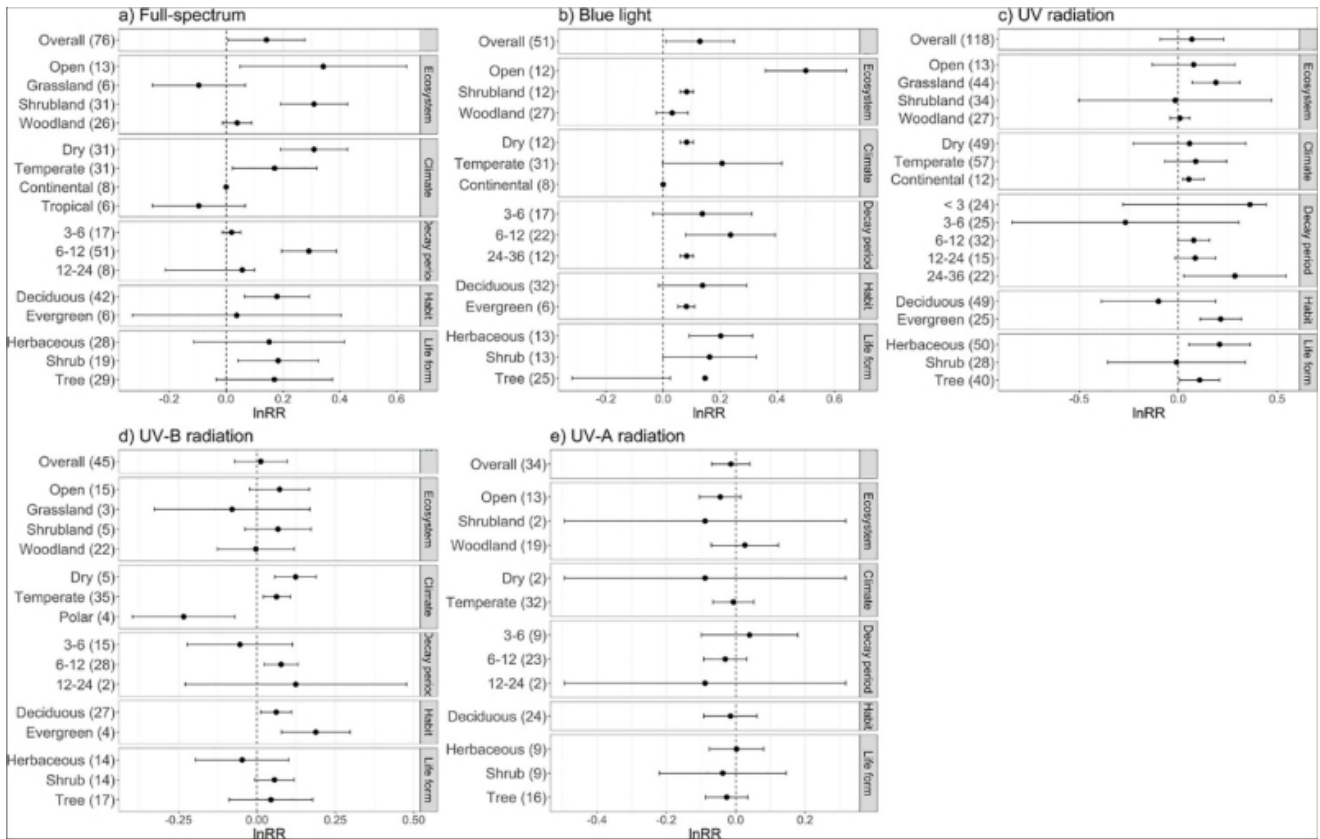 a) Full-spectrum
Overall (76)
Open (13)
Grassland (6)
Shrubland (31)
Woodland (26)
Ecosystem
Dry (31)
Temperate (31)
Continental (8)
Tropical (6)
Climate
3-6 (17)
6-12 (51)
12-24 (8)
Decay period
Deciduous (42)
Evergreen (6)
Habit
Herbaceous (28)
Shrub (19)
Tree (29)
Life form
-0.2 0.0 0.2 0.4 0.6
lnRR
b) Blue light
Overall (51)
Open (12)
Shrubland (12)
Woodland (27)
Ecosystem
Dry (12)
Temperate (31)
Continental (8)
Climate
3-6 (17)
6-12 (22)
24-36 (12)
Decay period
Deciduous (32)
Evergreen (6)
Habit
Herbaceous (13)
Shrub (13)
Tree (25)
Life form
-0.2 0.0 0.2 0.4 0.6
lnRR
c) UV radiation
Overall (118)
Open (13)
Grassland (44)
Shrubland (34)
Woodland (27)
Ecosystem
Dry (49)
Temperate (57)
Continental (12)
Climate
< 3 (24)
3-6 (25)
6-12 (32)
12-24 (15)
24-36 (22)
Decay period
Deciduous (49)
Evergreen (25)
Habit
Herbaceous (50)
Shrub (28)
Tree (40)
Life form
-0.5 0.0 0.5
lnRR
d) UV-B radiation
Overall (45)
Open (15)
Grassland (3)
Shrubland (5)
Woodland (22)
Ecosystem
Dry (5)
Temperate (35)
Polar (4)
Climate
3-6 (15)
6-12 (28)
12-24 (2)
Decay period
Deciduous (27)
Evergreen (4)
Habit
Herbaceous (14)
Shrub (14)
Tree (17)
Life form
-0.25 0.00 0.25 0.50
lnRR
e) UV-A radiation
Overall (34)
Open (13)
Shrubland (2)
Woodland (19)
Ecosystem
Dry (2)
Temperate (32)
Climate
3-6 (9)
6-12 (23)
12-24 (2)
Decay period
Deciduous (24)
Habit
Herbaceous (9)
Shrub (9)
Tree (16)
Life form
-0.4 -0.2 0.0 0.2 0.4
lnRR